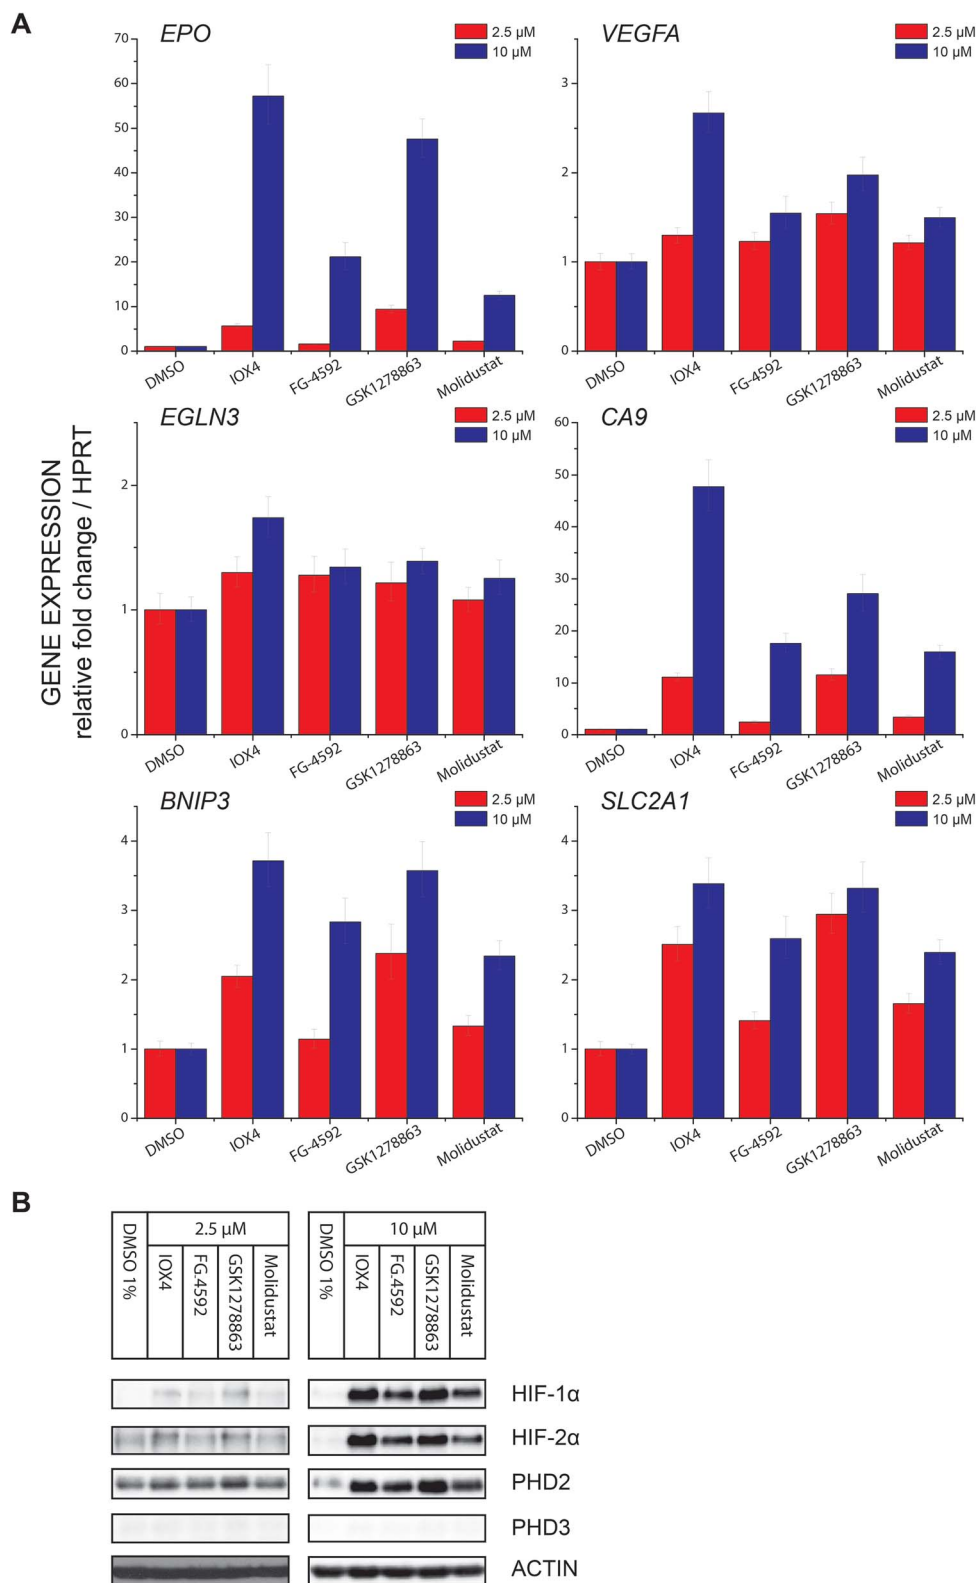 A
EPO
2.5 μM
10 μM
70
60
50
40
30
20
10
0
DMSO
IOX4
FG-4592
GSK1278863
Molidustat
VEGFA
2.5 μM
10 μM
3
2
1
0
DMSO
IOX4
FG-4592
GSK1278863
Molidustat
GENE EXPRESSION
relative fold change / HPRT
EGLN3
2.5 μM
10 μM
2
1
0
DMSO
IOX4
FG-4592
GSK1278863
Molidustat
CA9
2.5 μM
10 μM
60
50
40
30
20
10
0
DMSO
IOX4
FG-4592
GSK1278863
Molidustat
BNIP3
2.5 μM
10 μM
4
3
2
1
0
DMSO
IOX4
FG-4592
GSK1278863
Molidustat
SLC2A1
2.5 μM
10 μM
4
3
2
1
0
DMSO
IOX4
FG-4592
GSK1278863
Molidustat
B
DMSO 1%
2.5 μM
IOX4
FG.4592
GSK1278863
Molidustat
DMSO 1%
10 μM
IOX4
FG.4592
GSK1278863
Molidustat
HIF-1α
HIF-2α
PHD2
PHD3
ACTIN